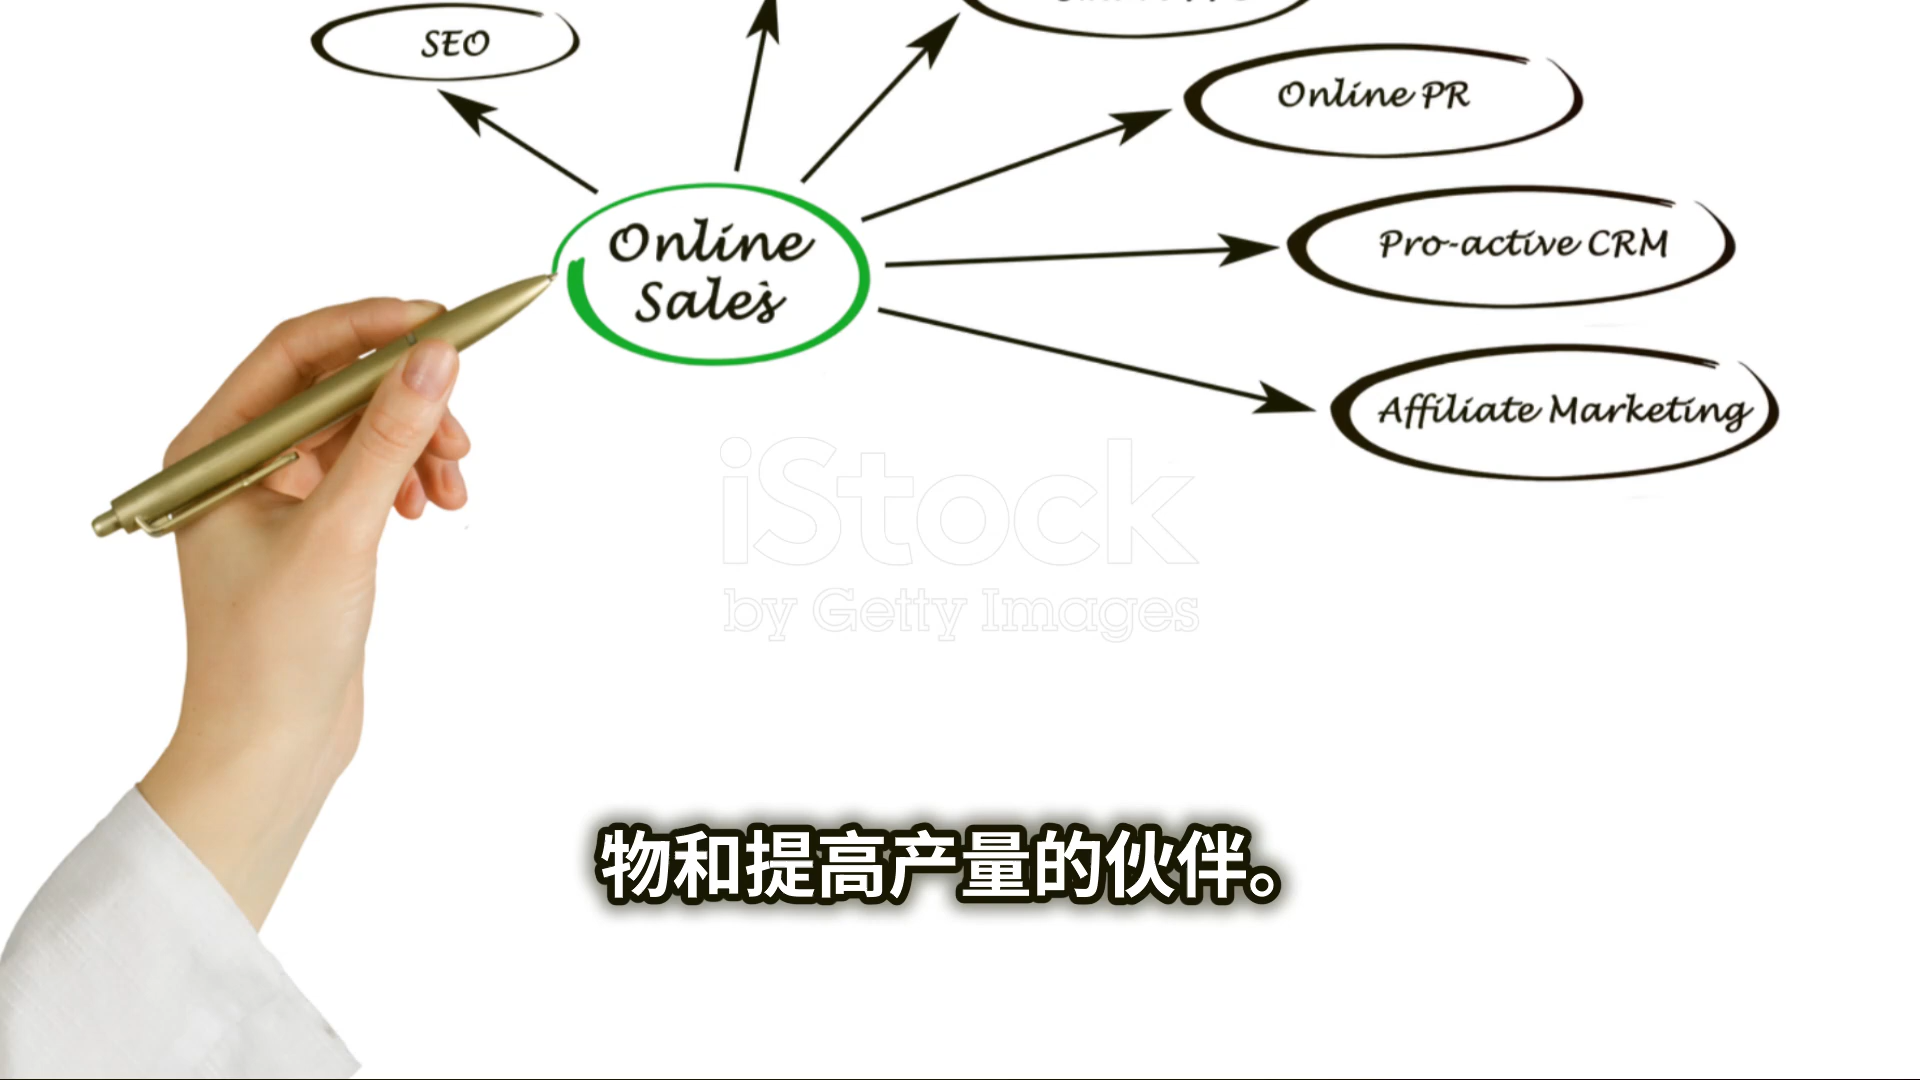 SEO
Online PR
Online
Sales
Pro-active CRM
Affiliate Marketing
iStock
by Getty Images
物和提高产量的伙伴。